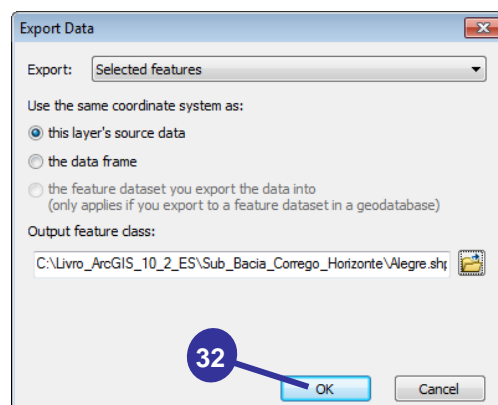 Export Data
Export: Selected features
Use the same coordinate system as:
this layer's source data
the data frame
the feature dataset you export the data into
(only applies if you export to a feature dataset in a geodatabase)
Output feature class:
C:\Livro_ArcGIS_10_2_ES\Sub_Bacia_Corrego_Horizonte\Alegre.shp
32
OK Cancel